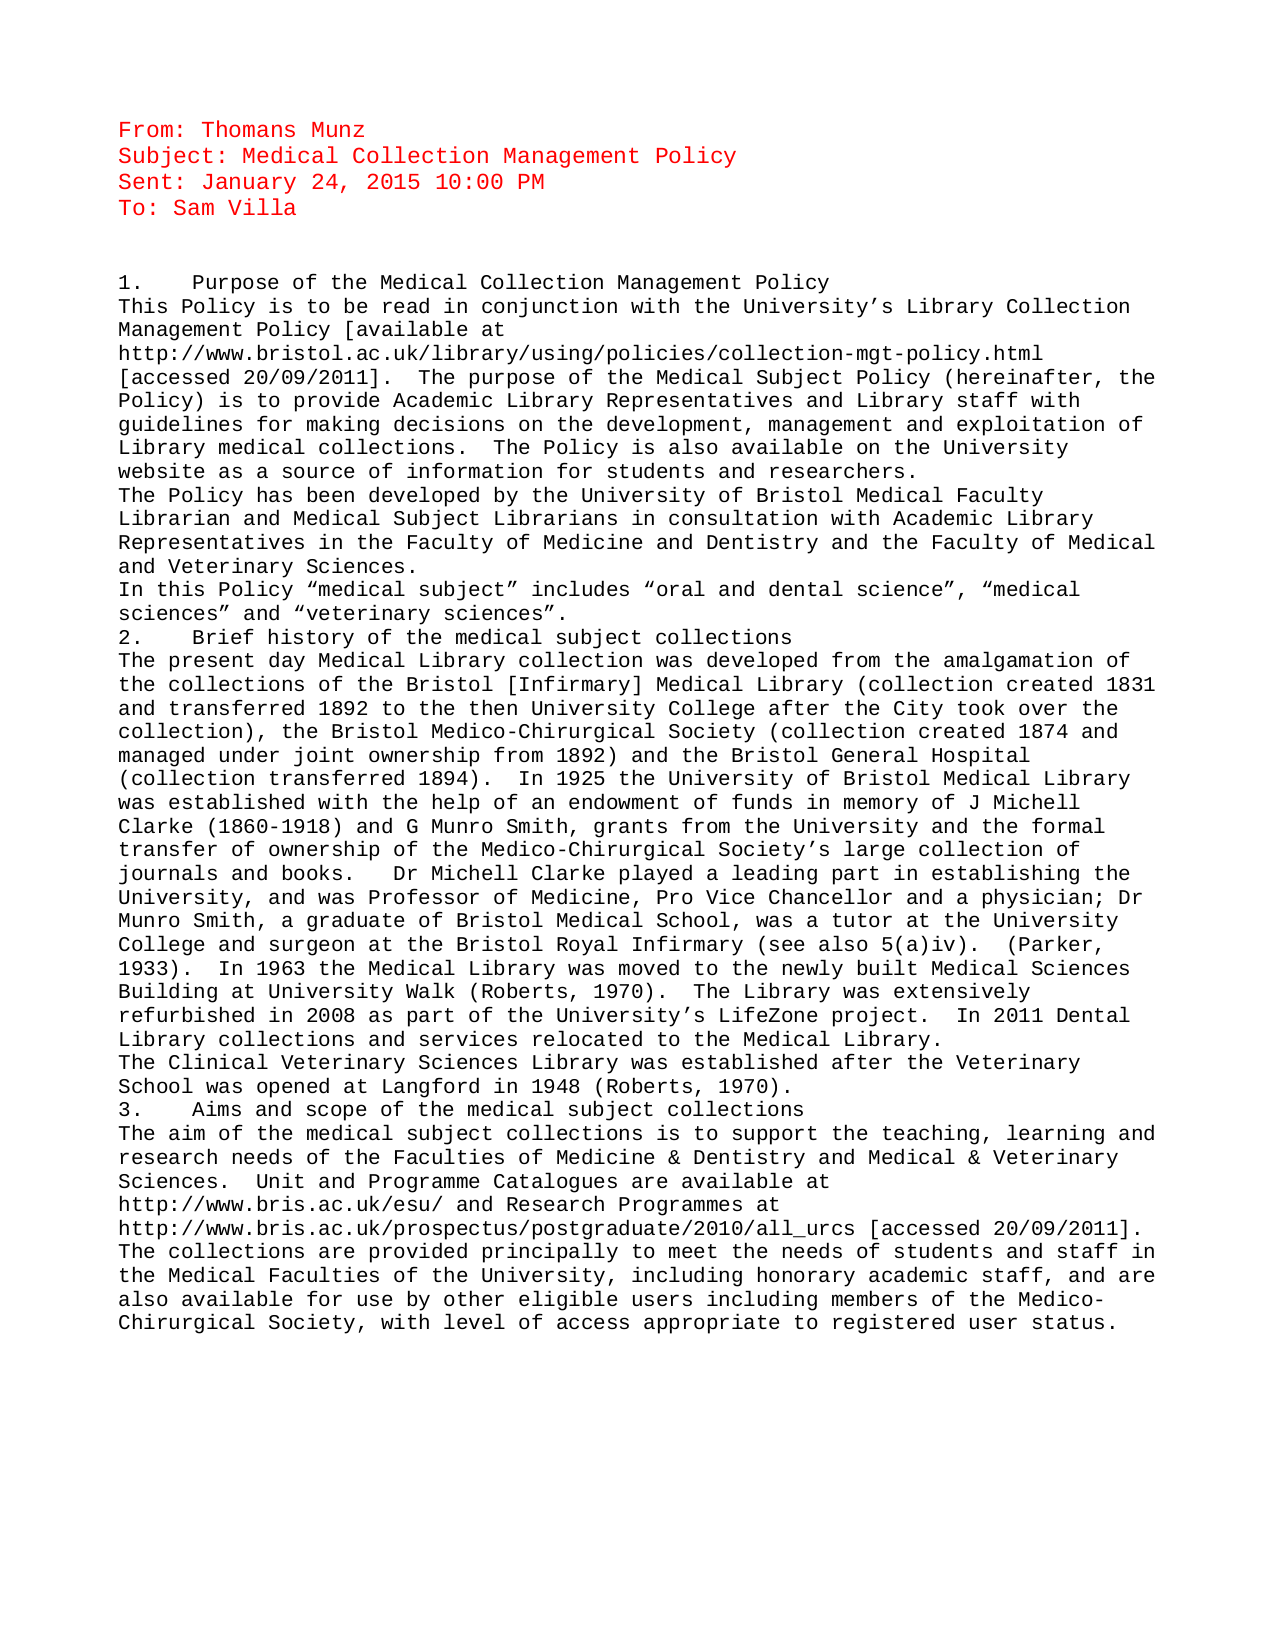 From: Thomans Munz
Subject: Medical Collection Management Policy
Sent: January 24, 2015 10:00 PM
To: Sam Villa
1. Purpose of the Medical Collection Management Policy
This Policy is to be read in conjunction with the University’s Library Collection
Management Policy [available at
http://www.bristol.ac.uk/library/using/policies/collection-mgt-policy.html
[accessed 20/09/2011]. The purpose of the Medical Subject Policy (hereinafter, the
Policy) is to provide Academic Library Representatives and Library staff with
guidelines for making decisions on the development, management and exploitation of
Library medical collections. The Policy is also available on the University
website as a source of information for students and researchers.
The Policy has been developed by the University of Bristol Medical Faculty
Librarian and Medical Subject Librarians in consultation with Academic Library
Representatives in the Faculty of Medicine and Dentistry and the Faculty of Medical
and Veterinary Sciences.
In this Policy “medical subject” includes “oral and dental science”, “medical
sciences” and “veterinary sciences”.
2. Brief history of the medical subject collections
The present day Medical Library collection was developed from the amalgamation of
the collections of the Bristol [Infirmary] Medical Library (collection created 1831
and transferred 1892 to the then University College after the City took over the
collection), the Bristol Medico-Chirurgical Society (collection created 1874 and
managed under joint ownership from 1892) and the Bristol General Hospital
(collection transferred 1894). In 1925 the University of Bristol Medical Library
was established with the help of an endowment of funds in memory of J Michell
Clarke (1860-1918) and G Munro Smith, grants from the University and the formal
transfer of ownership of the Medico-Chirurgical Society’s large collection of
journals and books. Dr Michell Clarke played a leading part in establishing the
University, and was Professor of Medicine, Pro Vice Chancellor and a physician; Dr
Munro Smith, a graduate of Bristol Medical School, was a tutor at the University
College and surgeon at the Bristol Royal Infirmary (see also 5(a)iv). (Parker,
1933). In 1963 the Medical Library was moved to the newly built Medical Sciences
Building at University Walk (Roberts, 1970). The Library was extensively
refurbished in 2008 as part of the University’s LifeZone project. In 2011 Dental
Library collections and services relocated to the Medical Library.
The Clinical Veterinary Sciences Library was established after the Veterinary
School was opened at Langford in 1948 (Roberts, 1970).
3. Aims and scope of the medical subject collections
The aim of the medical subject collections is to support the teaching, learning and
research needs of the Faculties of Medicine & Dentistry and Medical & Veterinary
Sciences. Unit and Programme Catalogues are available at
http://www.bris.ac.uk/esu/ and Research Programmes at
http://www.bris.ac.uk/prospectus/postgraduate/2010/all_urcs [accessed 20/09/2011].
The collections are provided principally to meet the needs of students and staff in
the Medical Faculties of the University, including honorary academic staff, and are
also available for use by other eligible users including members of the Medico-
Chirurgical Society, with level of access appropriate to registered user status.